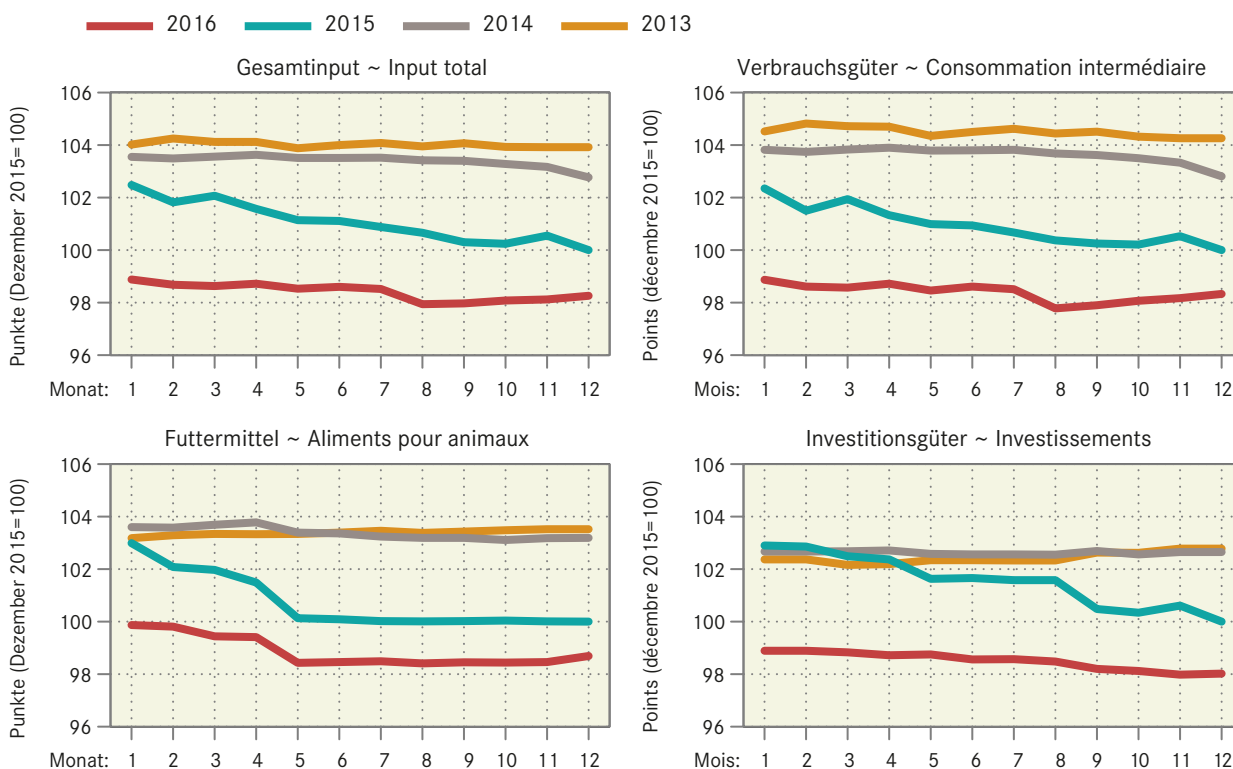 2016 2015 2014 2013
Gesamtinput ~ Input total
Punkte (Dezember 2015=100)
106
104
102
100
98
96
Monat: 1 2 3 4 5 6 7 8 9 10 11 12
Verbrauchsgüter ~ Consommation intermédiaire
Points (décembre 2015=100)
106
104
102
100
98
96
Mois: 1 2 3 4 5 6 7 8 9 10 11 12
Futtermittel ~ Aliments pour animaux
Punkte (Dezember 2015=100)
106
104
102
100
98
96
Monat: 1 2 3 4 5 6 7 8 9 10 11 12
Investitionsgüter ~ Investissements
Points (décembre 2015=100)
106
104
102
100
98
96
Mois: 1 2 3 4 5 6 7 8 9 10 11 12